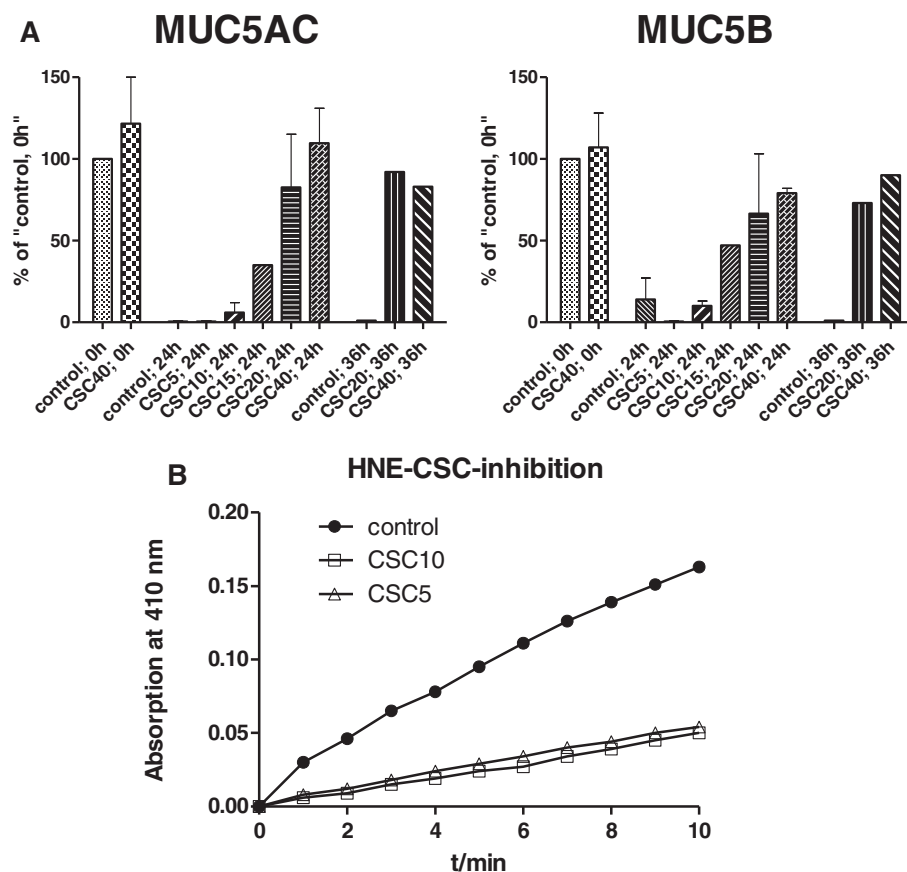 A
MUC5AC
MUC5B
% of "control, 0h"
150
100
50
0
control; 0h
CSC40; 0h
control; 24h
CSC5; 24h
CSC10; 24h
CSC15; 24h
CSC20; 24h
CSC40; 24h
control; 36h
CSC20; 36h
CSC40; 36h
% of "control, 0h"
150
100
50
0
control; 0h
CSC40; 0h
control; 24h
CSC5; 24h
CSC10; 24h
CSC15; 24h
CSC20; 24h
CSC40; 24h
control; 36h
CSC20; 36h
CSC40; 36h
B
HNE-CSC-inhibition
Absorption at 410 nm
0.20
0.15
0.10
0.05
0.00
control
CSC10
CSC5
0 2 4 6 8 10
t/min